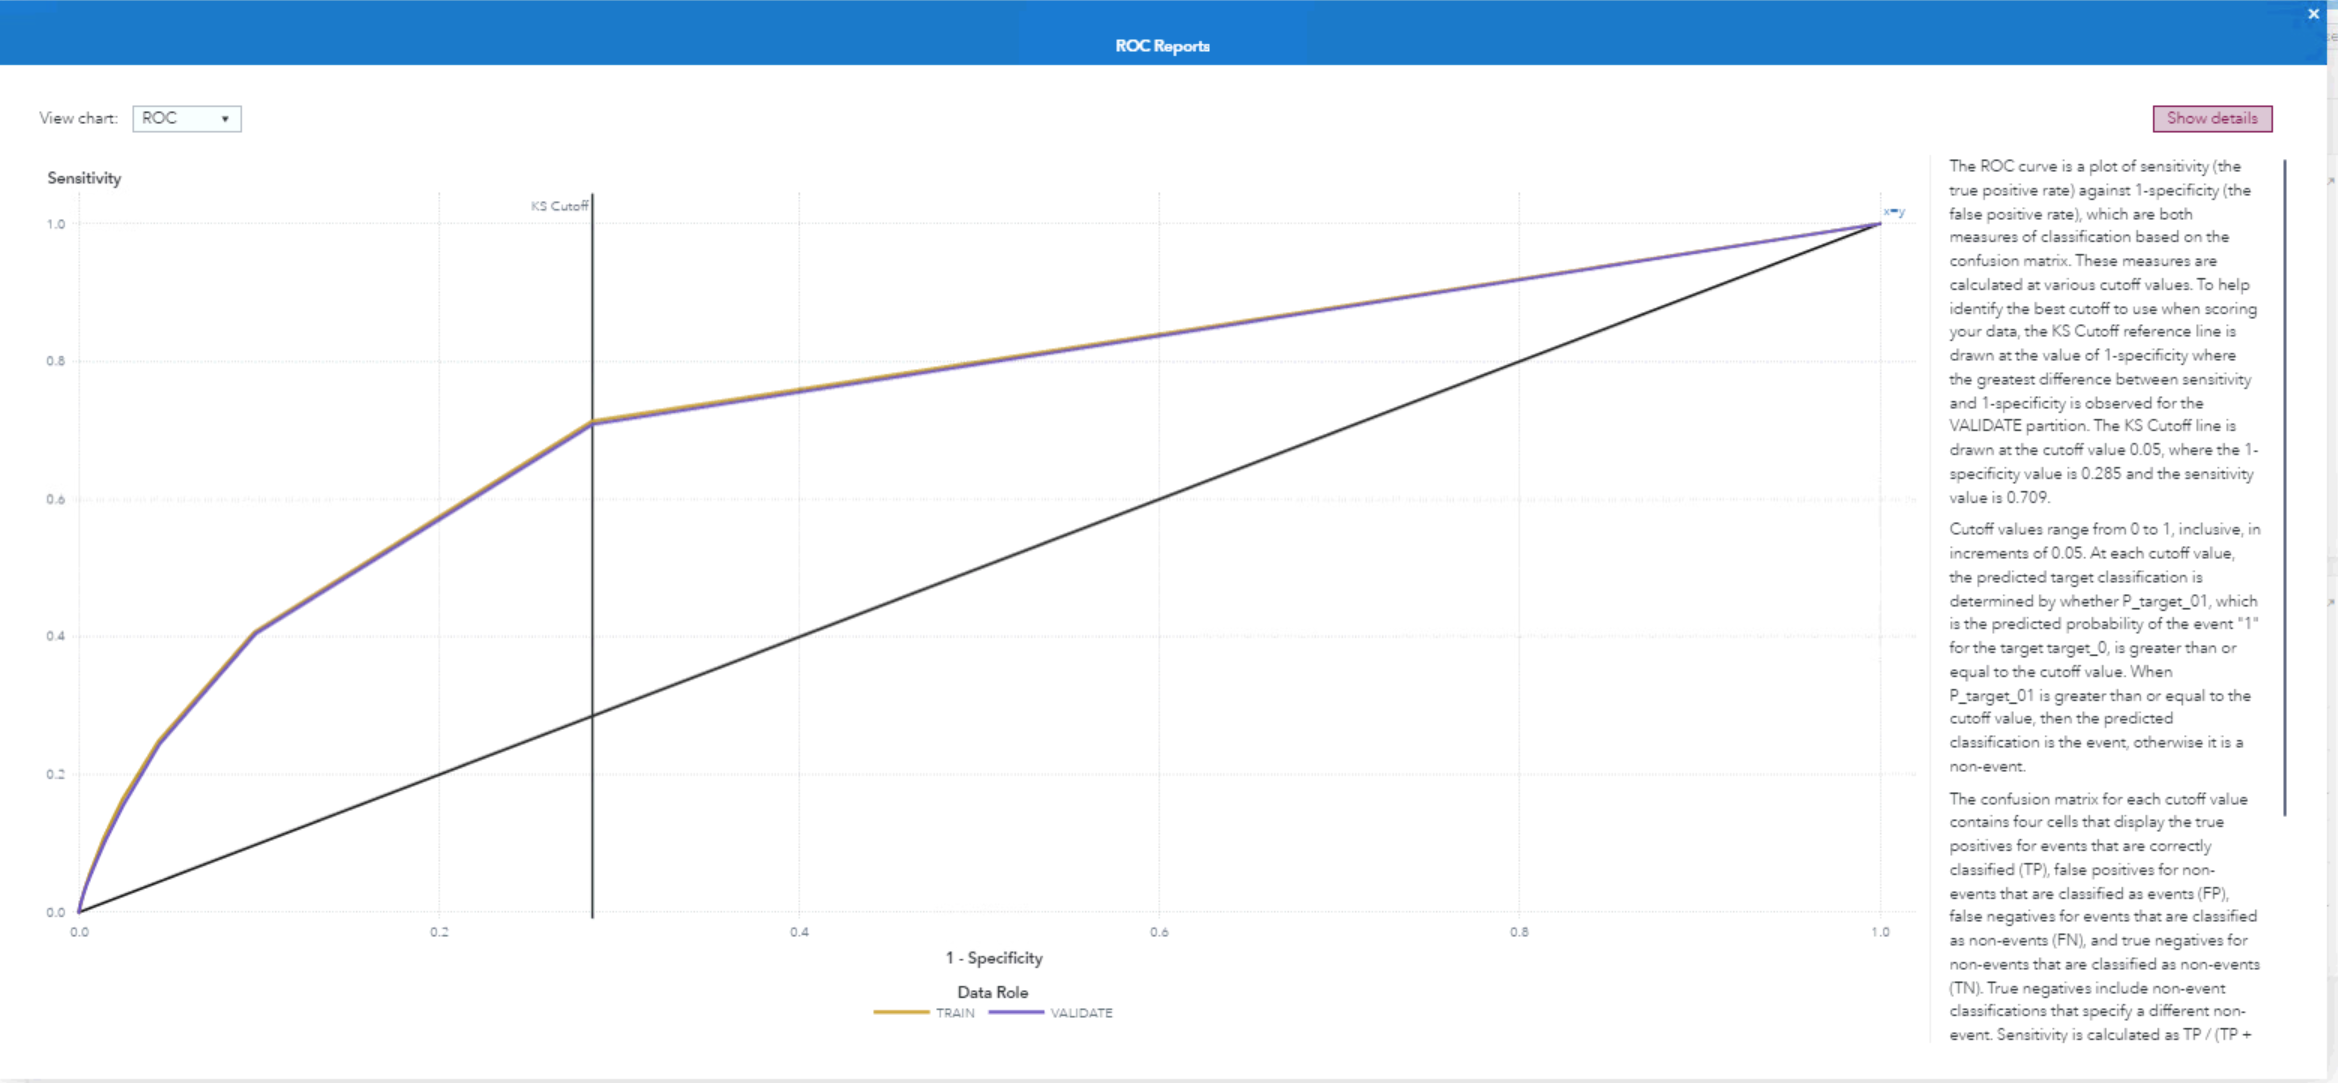 ROC Reports
View chart:
ROC
Show details
Sensitivity
KS Cutoff
x=y
1.0
0.8
0.6
0.4
0.2
0.0
0.0
0.2
0.4
0.6
0.8
1.0
1 - Specificity
Data Role
TRAIN
VALIDATE
The ROC curve is a plot of sensitivity (the
true positive rate) against 1-specificity (the
false positive rate), which are both
measures of classification based on the
confusion matrix. These measures are
calculated at various cutoff values. To help
identify the best cutoff to use when scoring
your data, the KS Cutoff reference line is
drawn at the value of 1-specificity where
the greatest difference between sensitivity
and 1-specificity is observed for the
VALIDATE partition. The KS Cutoff line is
drawn at the cutoff value 0.05, where the 1-
specificity value is 0.285 and the sensitivity
value is 0.709.
Cutoff values range from 0 to 1, inclusive, in
increments of 0.05. At each cutoff value,
the predicted target classification is
determined by whether P_target_01, which
is the predicted probability of the event "1"
for the target target_0, is greater than or
equal to the cutoff value. When
P_target_01 is greater than or equal to the
cutoff value, then the predicted
classification is the event, otherwise it is a
non-event.
The confusion matrix for each cutoff value
contains four cells that display the true
positives for events that are correctly
classified (TP), false positives for non-
events that are classified as events (FP),
false negatives for events that are classified
as non-events (FN), and true negatives for
non-events that are classified as non-events
(TN). True negatives include non-event
classifications that specify a different non-
event. Sensitivity is calculated as TP / (TP +